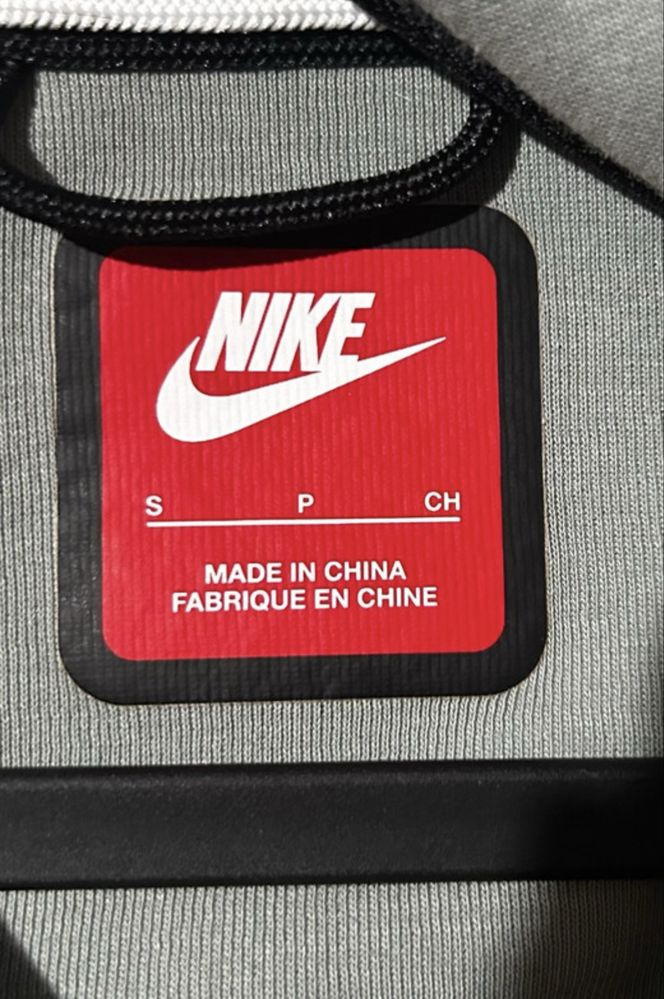 NIKE
S P CH
MADE IN CHINA
FABRIQUE EN CHINE